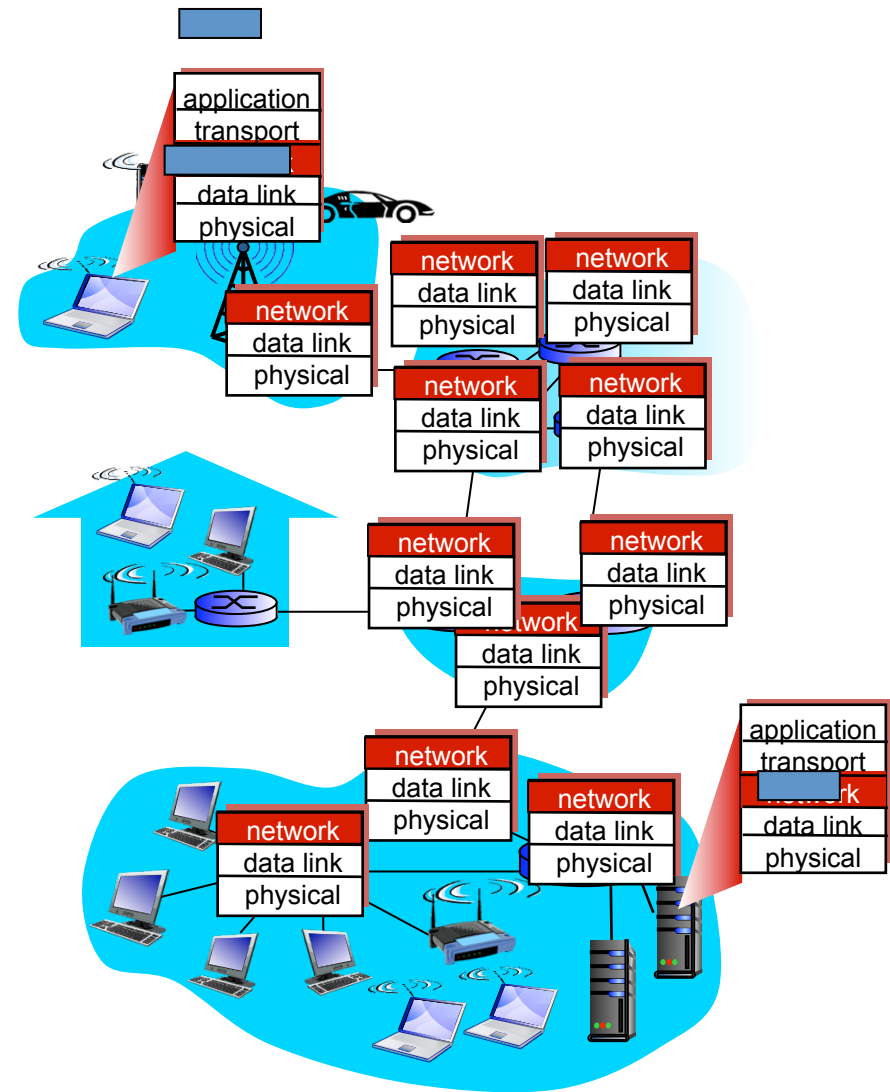 application
transport
data link
physical
network
data link
physical
network
data link
physical
network
data link
physical
network
data link
physical
network
data link
physical
network
data link
physical
network
data link
physical
network
data link
physical
application
transport
network
data link
physical
network
data link
physical
network
data link
physical
network
data link
physical